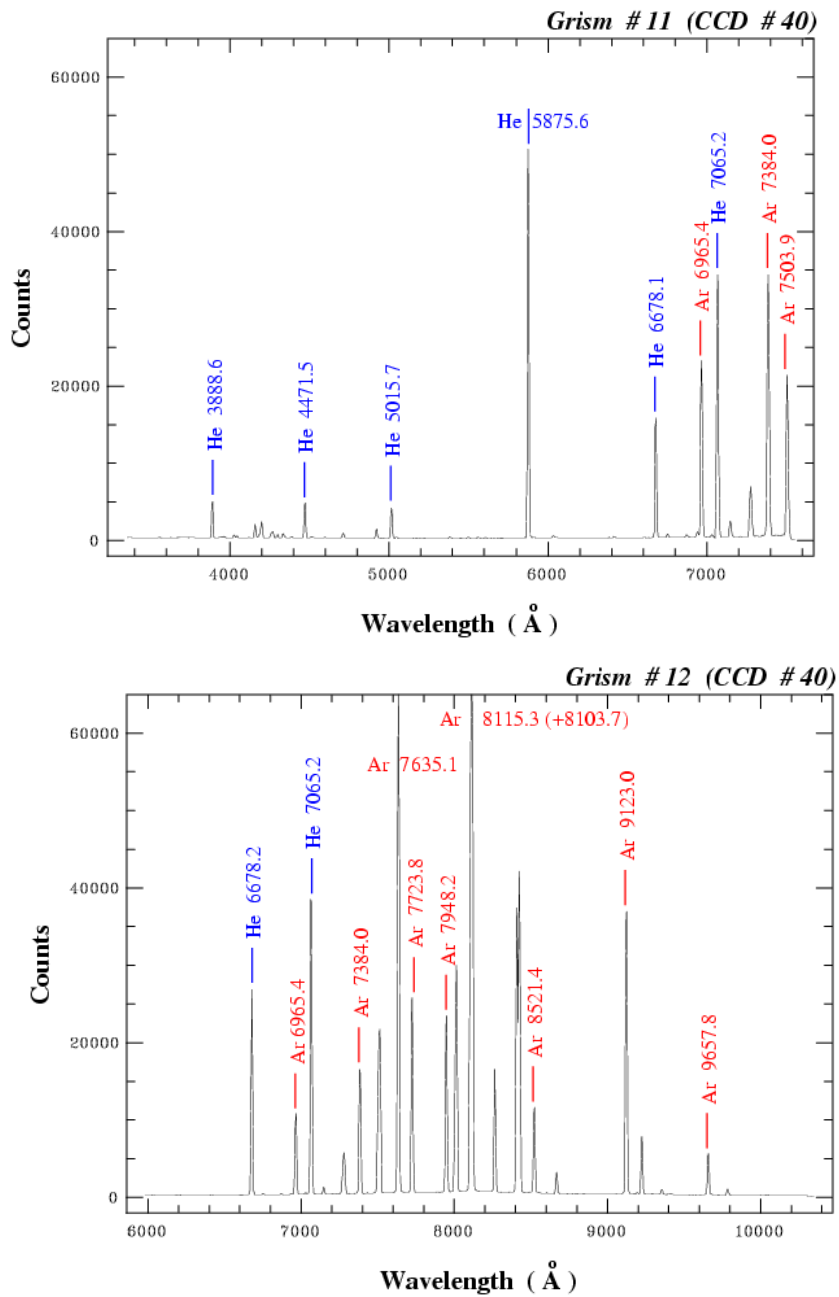 Grism # 11 (CCD # 40)
60000
40000
20000
0
Counts
He 3888.6
He 4471.5
He 5015.7
He 5875.6
He 6678.1
Ar 6965.4
He 7065.2
Ar 7384.0
Ar 7503.9
4000 5000 6000 7000
Wavelength ( Å )
Grism # 12 (CCD # 40)
60000
40000
20000
0
Counts
He 6678.2
Ar 6965.4
He 7065.2
Ar 7384.0
Ar 7635.1
Ar 7723.8
Ar 7948.2
Ar 8115.3 (+8103.7)
Ar 8521.4
Ar 9123.0
Ar 9657.8
6000 7000 8000 9000 10000
Wavelength ( Å )